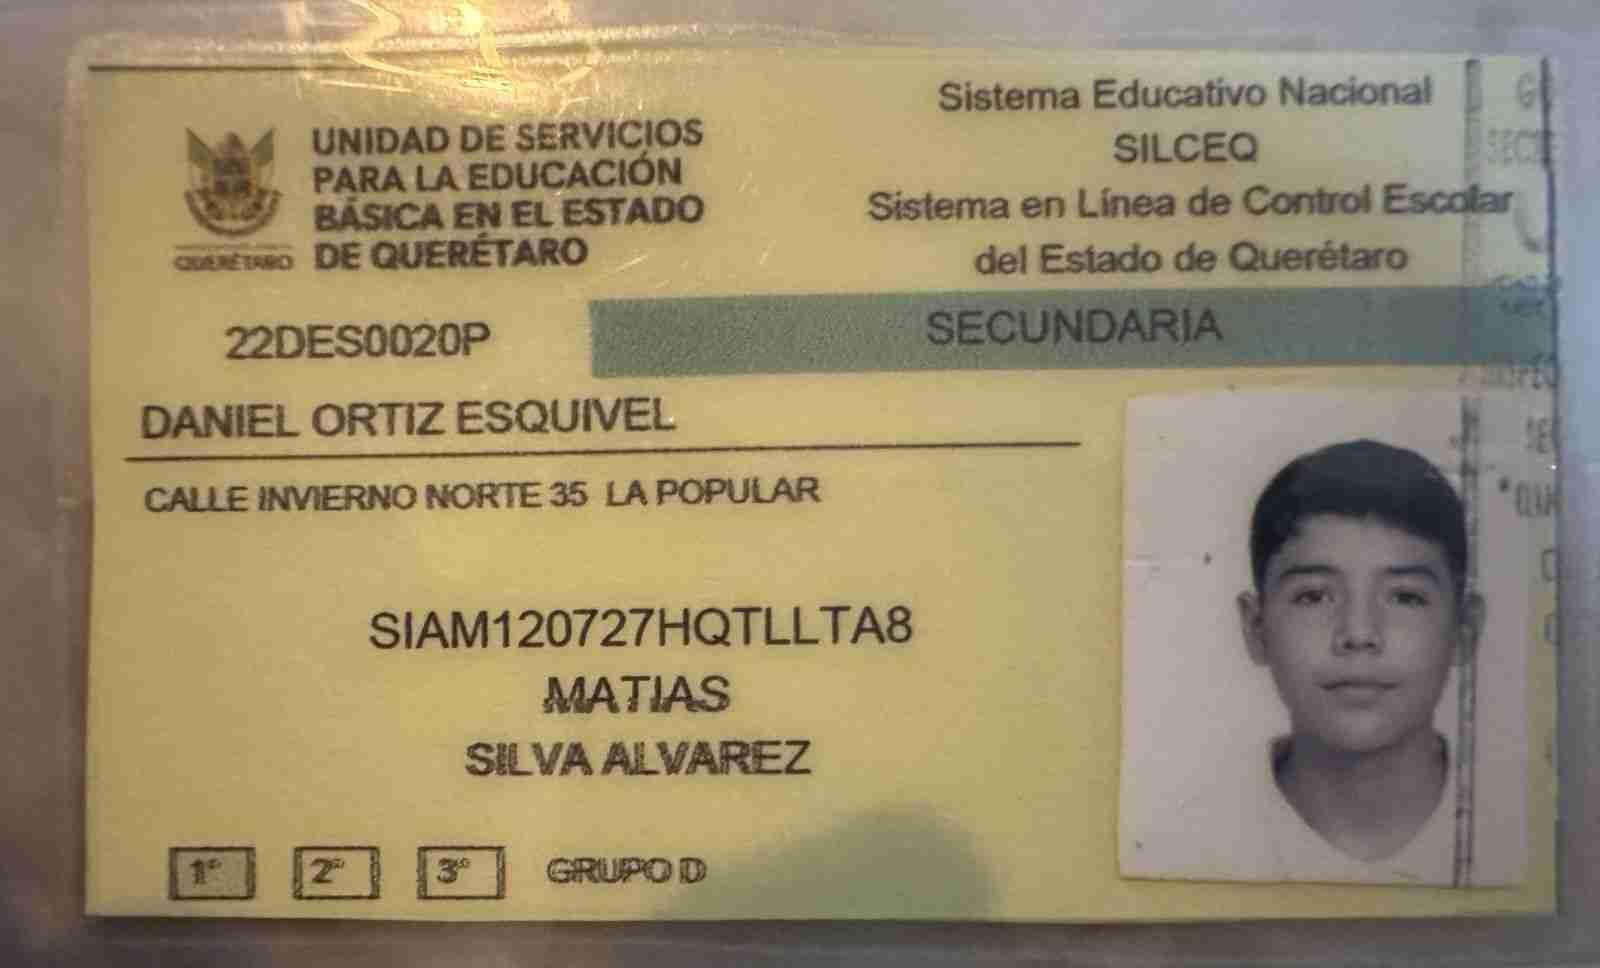 UNIDAD DE SERVICIOS
PARA LA EDUCACIÓN
BÁSICA EN EL ESTADO
DE QUERÉTARO
QUERÉTARO
Sistema Educativo Nacional
SILCEQ
Sistema en Línea de Control Escolar
del Estado de Querétaro
22DES0020P
SECUNDARIA
DANIEL ORTIZ ESQUIVEL
CALLE INVIERNO NORTE 35 LA POPULAR
SIAM120727HQTLLTA8
MATIAS
SILVA ALVAREZ
1° 2° 3° GRUPO D